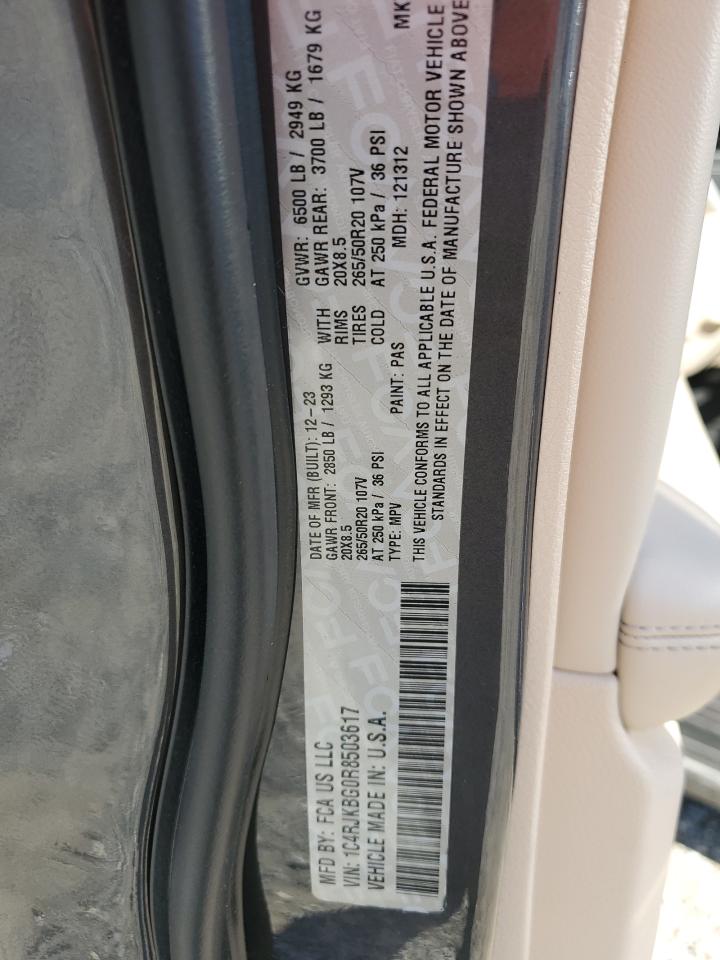 MFD BY: FCA US LLC
DATE OF MFR (BUILT): 12-23 GVWR: 6500 LB / 2949 KG
VIN: 1C4RJKBG0R8503617
GAWR FRONT: 2850 LB / 1293 KG WITH GAWR REAR: 3700 LB / 1679 KG
VEHICLE MADE IN: U.S.A.
20X8.5 RIMS 20X8.5
265/50R20 107V TIRES 265/50R20 107V
AT 250 kPa / 36 PSI COLD AT 250 kPa / 36 PSI
TYPE: MPV PAINT: PAS MDH: 121312 MK
THIS VEHICLE CONFORMS TO ALL APPLICABLE U.S.A. FEDERAL MOTOR VEHICLE
STANDARDS IN EFFECT ON THE DATE OF MANUFACTURE SHOWN ABOVE